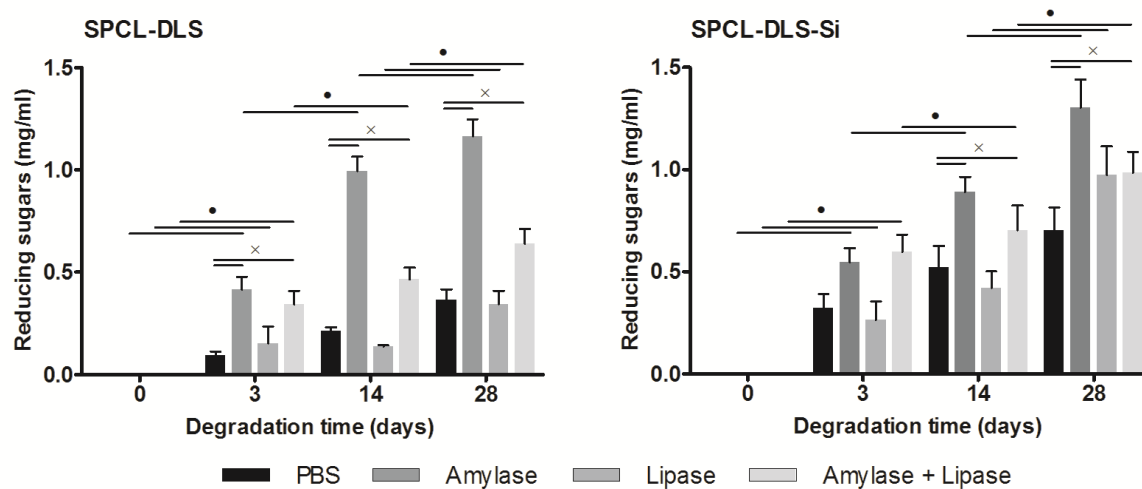 SPCL-DLS
Reducing sugars (mg/ml)
1.5
1.0
0.5
0.0
• × • × • ×
0 3 14 28
Degradation time (days)
SPCL-DLS-Si
Reducing sugars (mg/ml)
1.5
1.0
0.5
0.0
• • × • ×
0 3 14 28
Degradation time (days)
PBS Amylase Lipase Amylase + Lipase